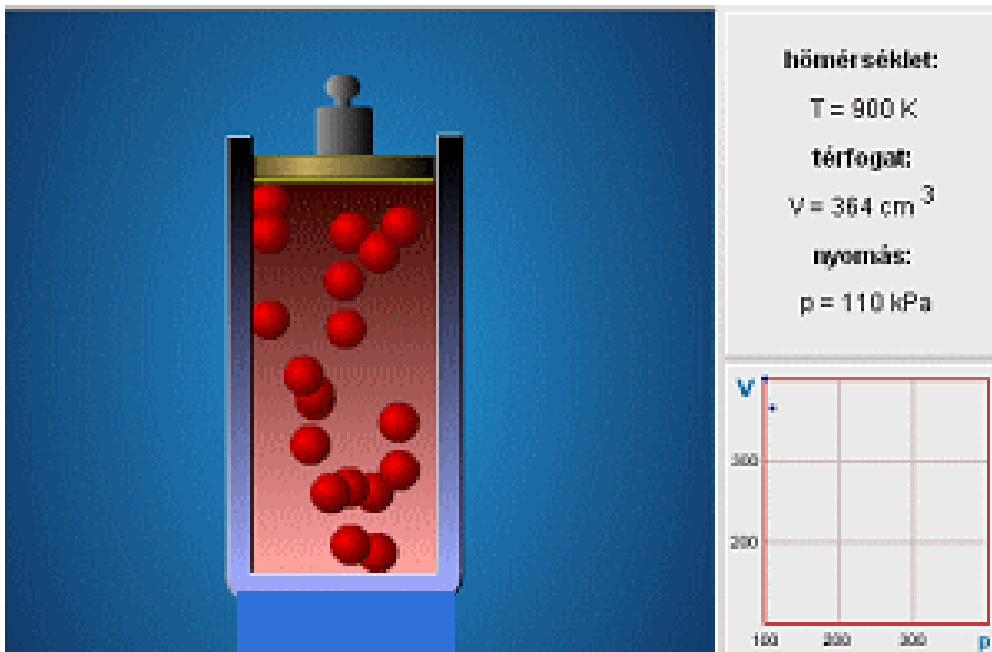 hőmérséklet:
T = 900 K
térfogat:
V = 364 cm 3
nyomás:
p = 110 kPa
V
300
200
100 200 300 p